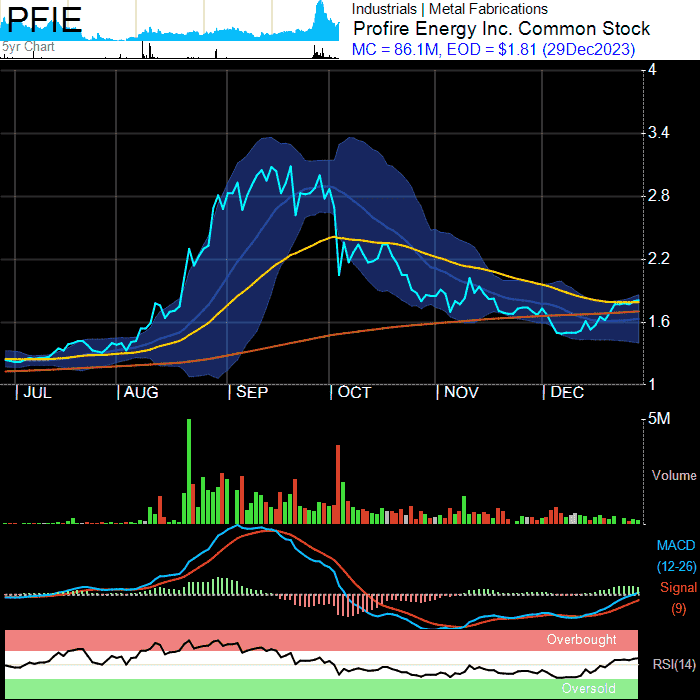 PFIE
5yr Chart
Industrials | Metal Fabrications
Profire Energy Inc. Common Stock
MC = 86.1M, EOD = $1.81 (29Dec2023)
4
3.4
2.8
2.2
1.6
1
JUL AUG SEP OCT NOV DEC
5M
Volume
MACD
(12-26)
Signal
(9)
Overbought
RSI(14)
Oversold